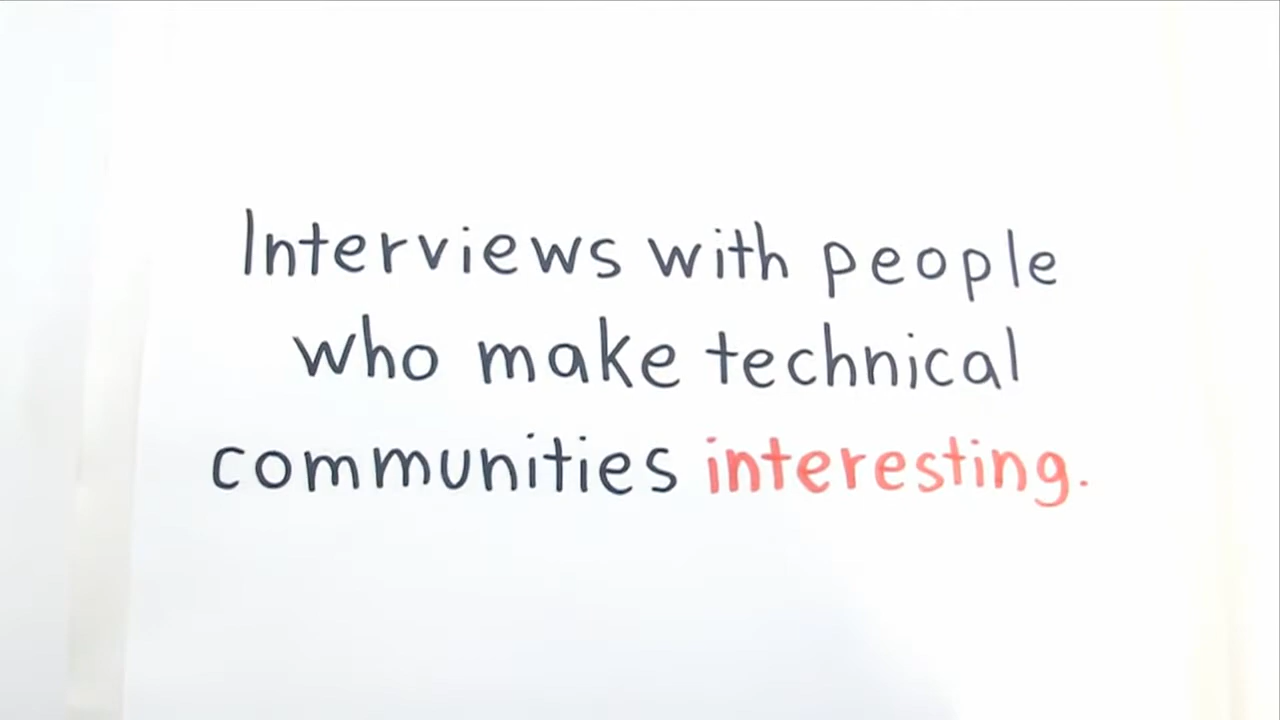 Interviews with people
who make technical
communities interesting.